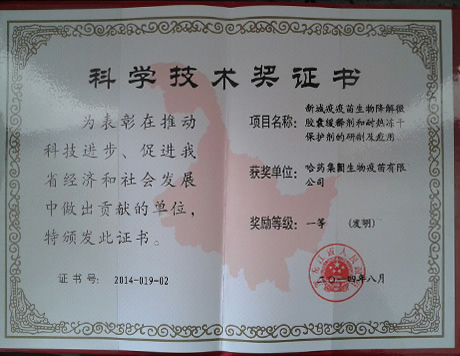 科学技术奖证书
为表彰在推动
科技进步、促进我
省经济和社会发展
中做出贡献的单位，
特颁发此证书。
证书号：2014-019-02
项目名称：新城疫疫苗生物降解微
胶囊缓释剂和耐热冻干
保护剂的研制及应用
获奖单位：哈药集团生物疫苗有限
公司
奖励等级：一等 （发明）
二〇一四年八月